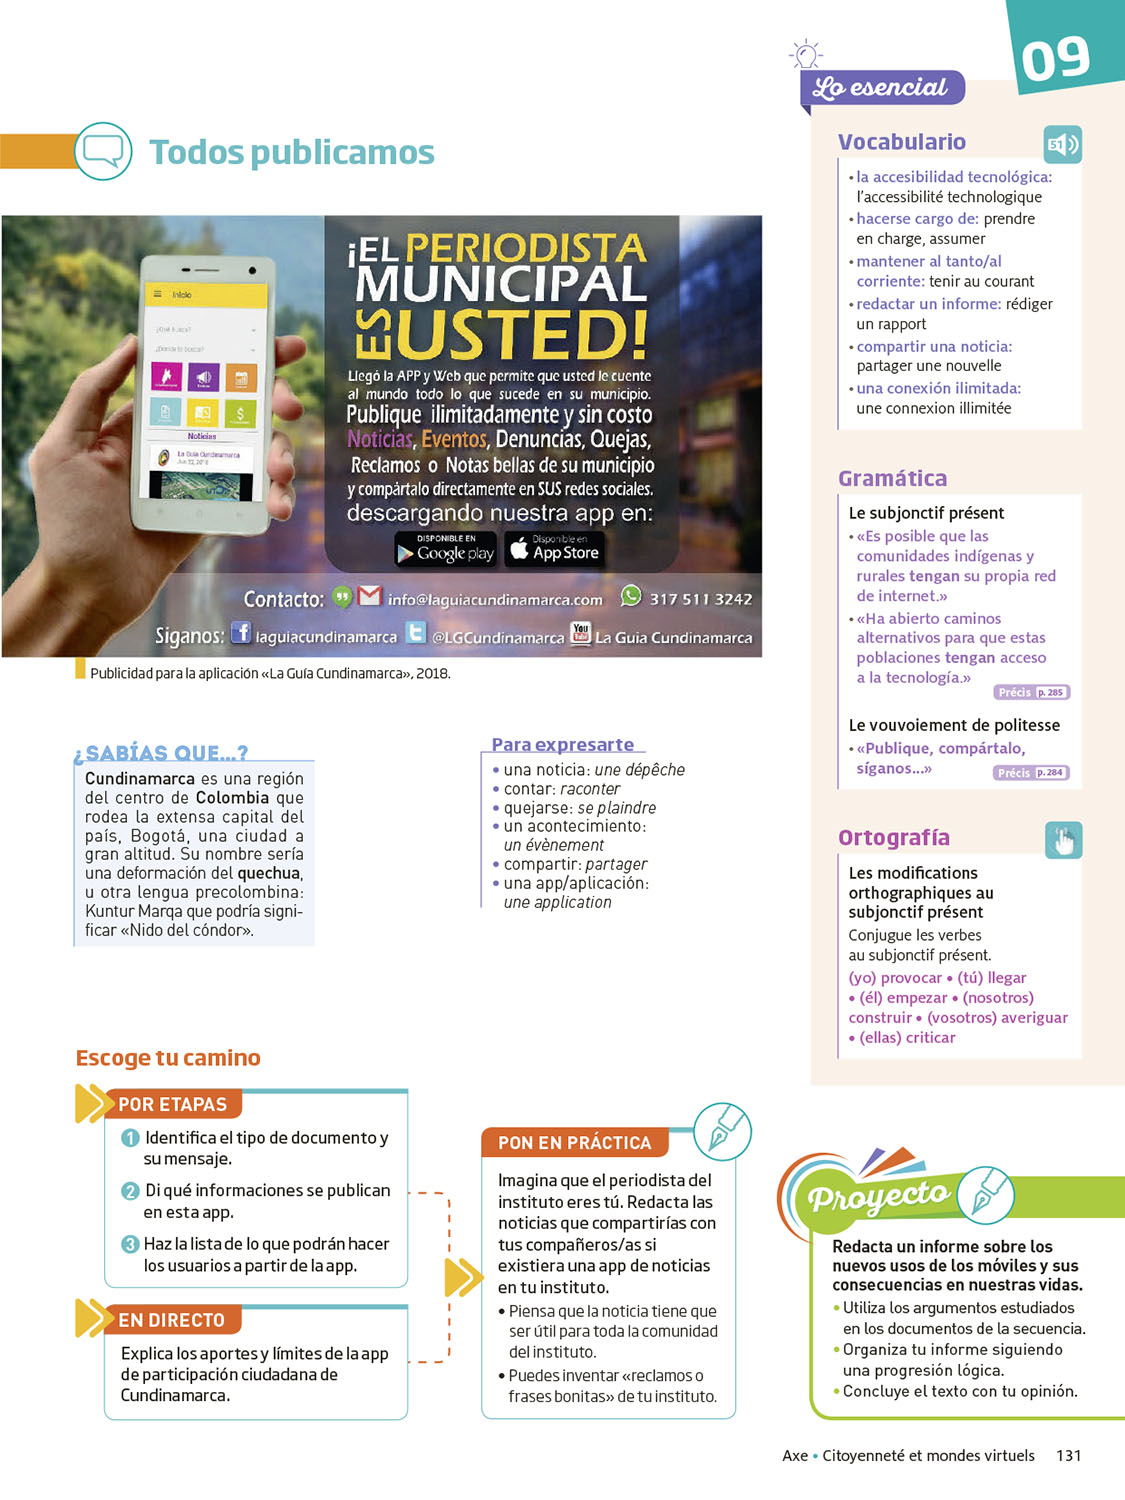 09
Lo esencial
Todos publicamos
¡EL PERIODISTA
MUNICIPAL
ES USTED!
Llegó la APP y Web que permite que usted le cuente
al mundo todo lo que sucede en su municipio.
Publique ilimitadamente y sin costo
Noticias, Eventos, Denuncias, Quejas,
Reclamos o Notas bellas de su municipio
y compártalo directamente en SUS redes sociales.
descargando nuestra app en:
DISPONIBLE EN
Google play
Disponible en
App Store
Inicio
¿Qué busca?
¿Donde lo busca?
Noticias
La Guía Cundinamarca
Jun 22, 2018
Contacto: info@laguiacundinamarca.com 317 511 3242
Siganos: laguiacundinamarca @LGCundinamarca You Tube La Guia Cundinamarca
Publicidad para la aplicación «La Guía Cundinamarca», 2018.
¿SABÍAS QUE...?
Cundinamarca es una región
del centro de Colombia que
rodea la extensa capital del
país, Bogotá, una ciudad a
gran altitud. Su nombre sería
una deformación del quechua,
u otra lengua precolombina:
Kuntur Marqa que podría signi-
ficar «Nido del cóndor».
Para expresarte
• una noticia: une dépêche
• contar: raconter
• quejarse: se plaindre
• un acontecimiento:
un évènement
• compartir: partager
• una app/aplicación:
une application
Escoge tu camino
POR ETAPAS
1 Identifica el tipo de documento y
su mensaje.
2 Di qué informaciones se publican
en esta app.
3 Haz la lista de lo que podrán hacer
los usuarios a partir de la app.
EN DIRECTO
Explica los aportes y límites de la app
de participación ciudadana de
Cundinamarca.
PON EN PRÁCTICA
Imagina que el periodista del
instituto eres tú. Redacta las
noticias que compartirías con
tus compañeros/as si
existiera una app de noticias
en tu instituto.
• Piensa que la noticia tiene que
ser útil para toda la comunidad
del instituto.
• Puedes inventar «reclamos o
frases bonitas» de tu instituto.
Vocabulario
51
• la accesibilidad tecnológica:
l'accessibilité technologique
• hacerse cargo de: prendre
en charge, assumer
• mantener al tanto/al
corriente: tenir au courant
• redactar un informe: rédiger
un rapport
• compartir una noticia:
partager une nouvelle
• una conexión ilimitada:
une connexion illimitée
Gramática
Le subjonctif présent
• «Es posible que las
comunidades indígenas y
rurales tengan su propia red
de internet.»
• «Ha abierto caminos
alternativos para que estas
poblaciones tengan acceso
a la tecnología.»
Précis p. 285
Le vouvoiement de politesse
• «Publique, compártalo,
síganos...»
Précis p. 284
Ortografía
Les modifications
orthographiques au
subjonctif présent
Conjugue les verbes
au subjonctif présent.
(yo) provocar • (tú) llegar
• (él) empezar • (nosotros)
construir • (vosotros) averiguar
• (ellas) criticar
Proyecto
Redacta un informe sobre los
nuevos usos de los móviles y sus
consecuencias en nuestras vidas.
• Utiliza los argumentos estudiados
en los documentos de la secuencia.
• Organiza tu informe siguiendo
una progresión lógica.
• Concluye el texto con tu opinión.
Axe • Citoyenneté et mondes virtuels 131